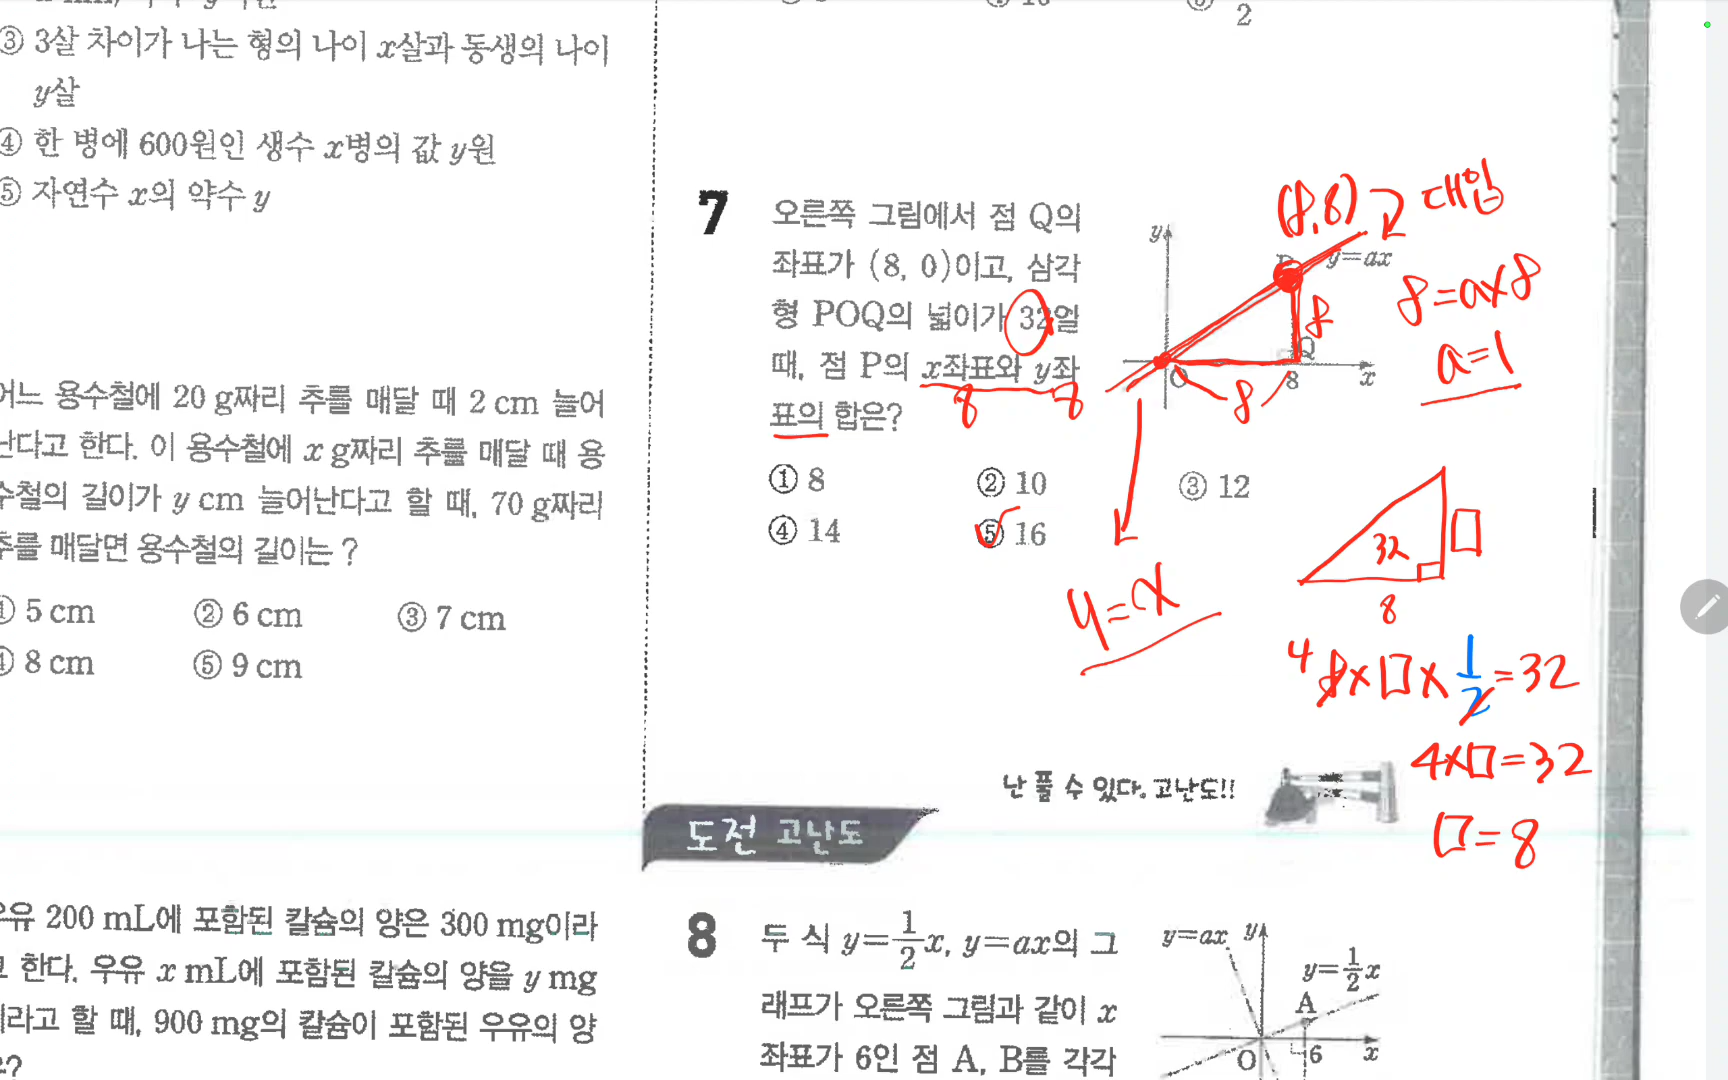 ③ 3살 차이가 나는 형의 나이 x살과 동생의 나이
y살
④ 한 병에 600원인 생수 x병의 값 y원
⑤ 자연수 x의 약수 y
어느 용수철에 20 g짜리 추를 매달 때 2 cm 늘어
난다고 한다. 이 용수철에 x g짜리 추를 매달 때 용
수철의 길이가 y cm 늘어난다고 할 때, 70 g짜리
추를 매달면 용수철의 길이는?
① 5 cm ② 6 cm ③ 7 cm
④ 8 cm ⑤ 9 cm
우유 200 mL에 포함된 칼슘의 양은 300 mg이라
고 한다. 우유 x mL에 포함된 칼슘의 양을 y mg
이라고 할 때, 900 mg의 칼슘이 포함된 우유의 양
은?
2
7 오른쪽 그림에서 점 Q의
좌표가 (8, 0)이고, 삼각
형 POQ의 넓이가 32일
때, 점 P의 x좌표와 y좌
8 8
표의 합은?
① 8 ② 10 ③ 12
④ 14 ⑤ 16
(8,8) 대입
y
y=ax
8
Q
O 8 x
8
8=a×8
a=1
y=x
32
8
4 8×□×1/2=32
4×□=32
□=8
난 풀 수 있다. 고난도!!
도전 고난도
8 두 식 y=1/2x, y=ax의 그
래프가 오른쪽 그림과 같이 x
좌표가 6인 점 A, B를 각각
y=ax y
y=1/2x
A
O 6 x